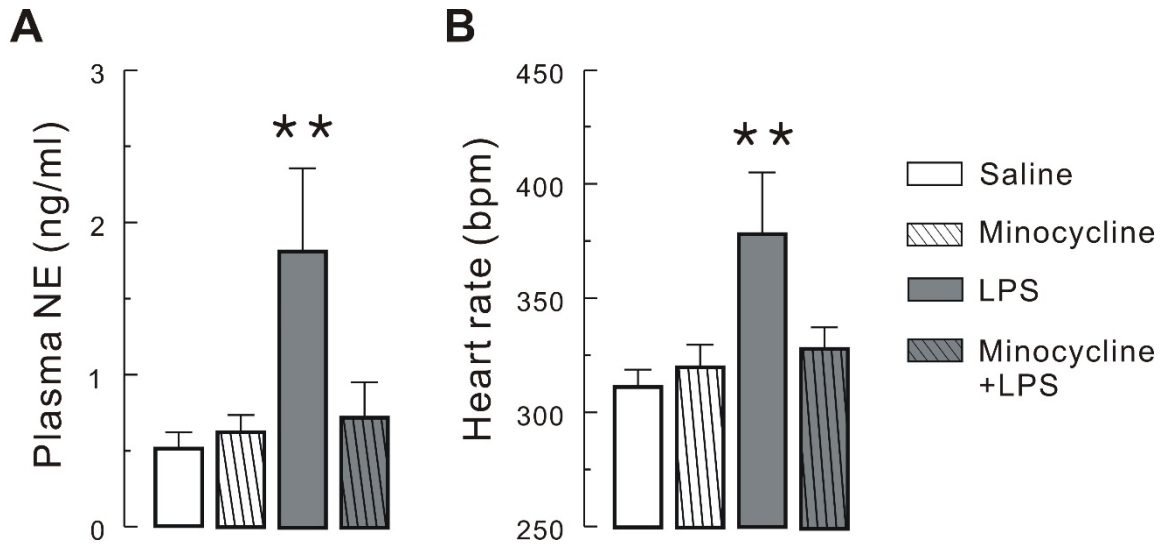 A
Plasma NE (ng/ml)
3
2
1
0
**
B
Heart rate (bpm)
450
400
350
300
250
**
Saline
Minocycline
LPS
Minocycline
+LPS